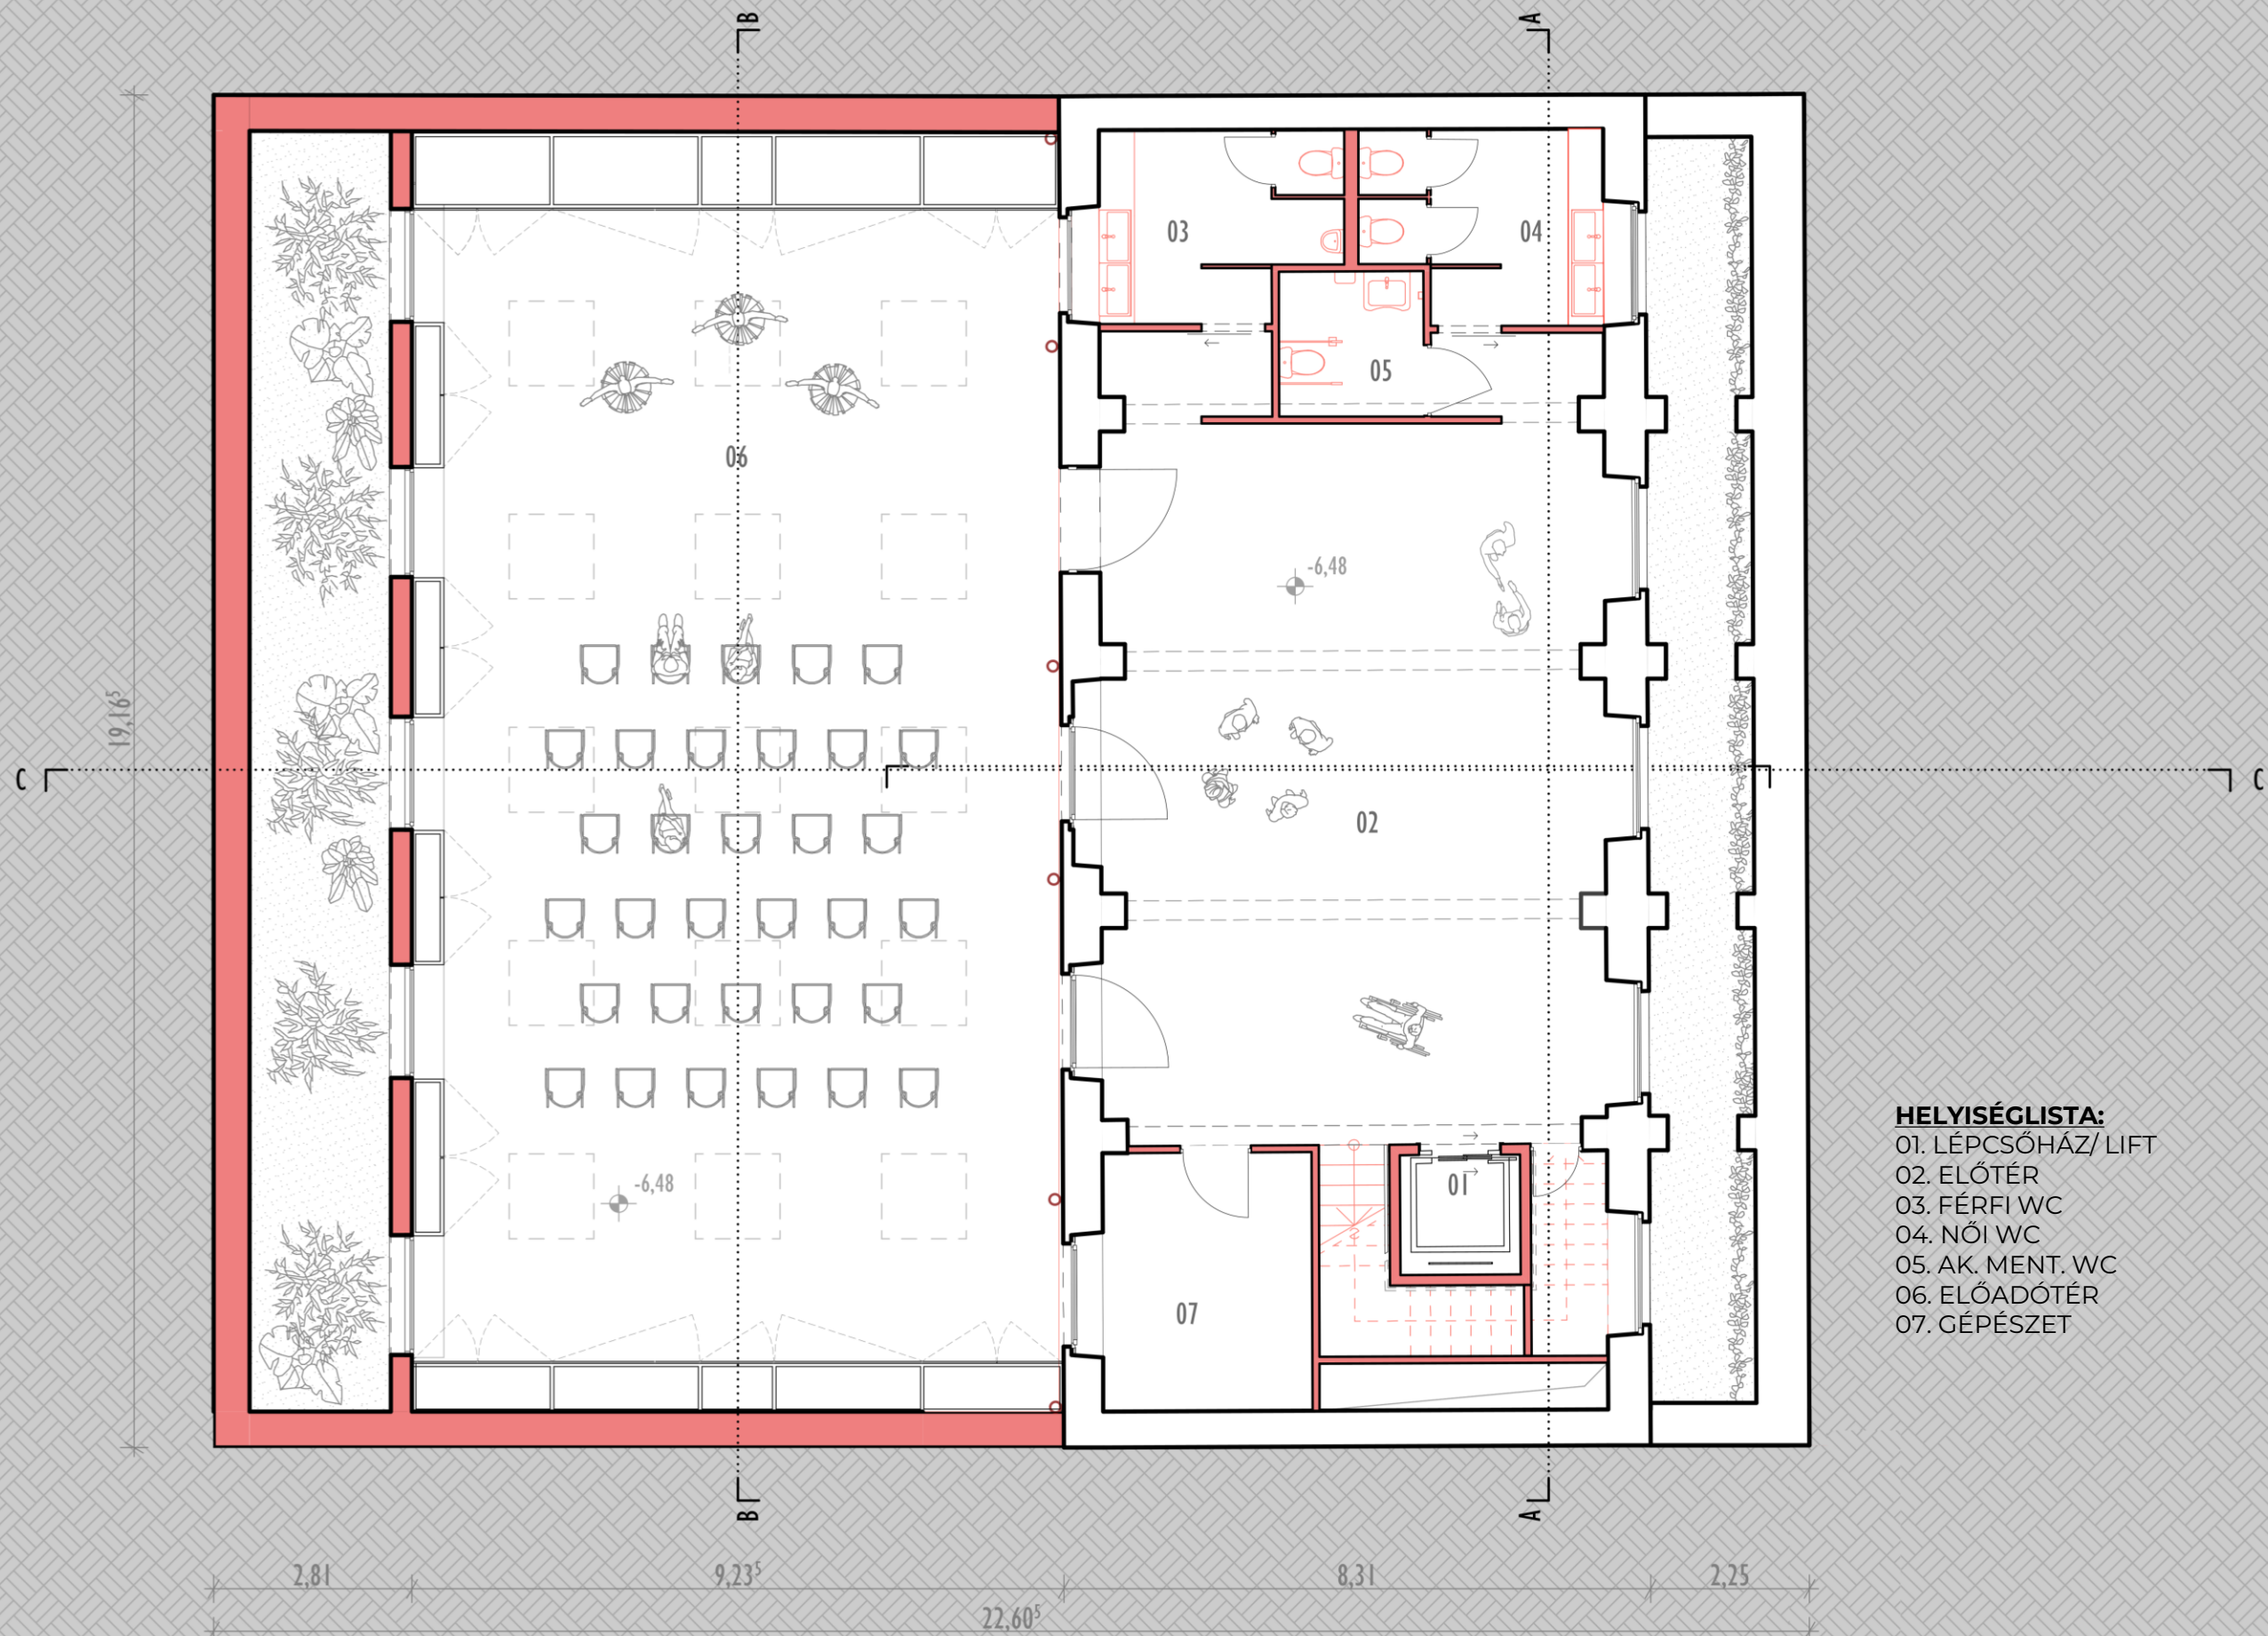 B
A
03
04
05
06
-6,48
19,16⁵
C
C
02
HELYISÉGLISTA:
01. LÉPCSŐHÁZ/ LIFT
02. ELŐTÉR
03. FÉRFI WC
04. NŐI WC
05. AK. MENT. WC
06. ELŐADÓTÉR
07. GÉPÉSZET
-6,48
01
07
B
A
2,81
9,23⁵
8,31
2,25
22,60⁵